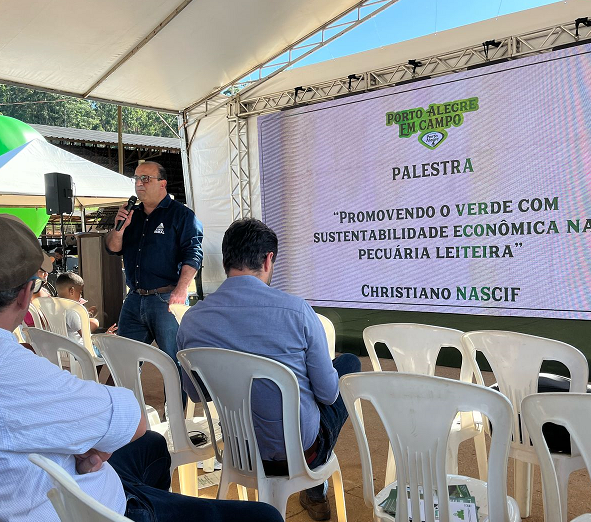 PORTO ALEGRE
EM CAMPO
PALESTRA
"PROMOVENDO O VERDE COM
SUSTENTABILIDADE ECONÔMICA NA
PECUÁRIA LEITEIRA"
CHRISTIANO NASCIF